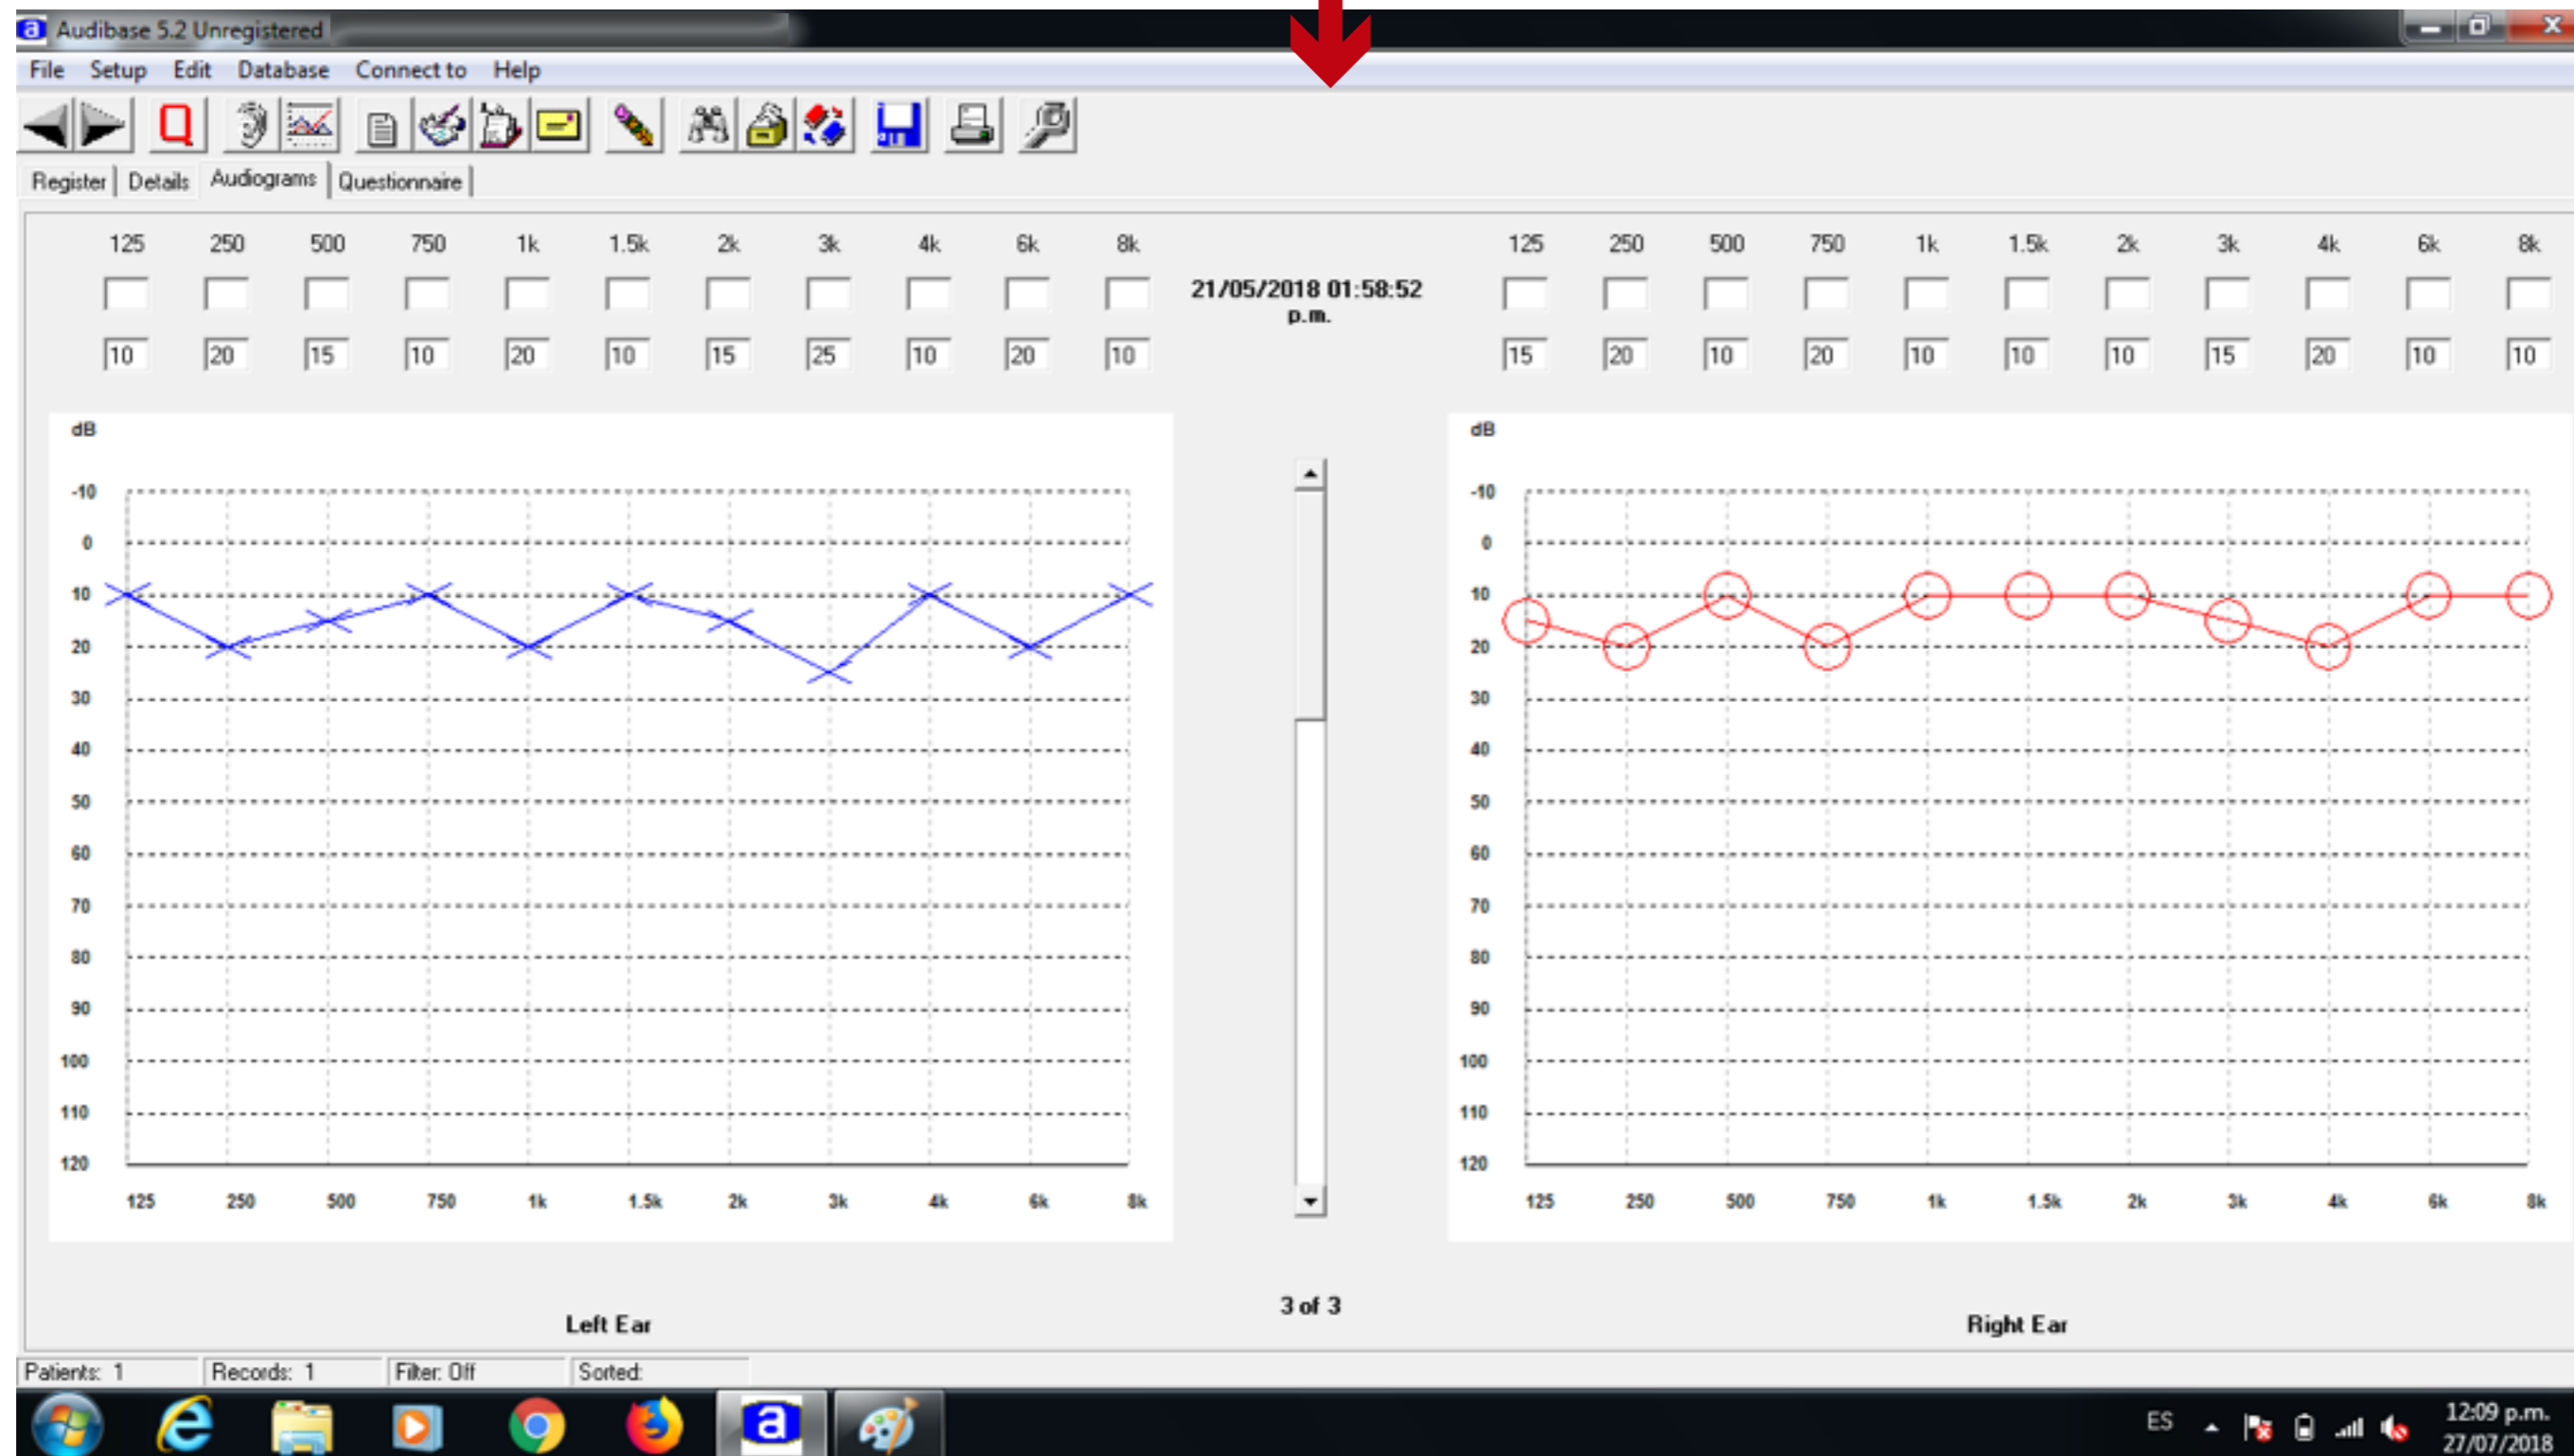 Audibase 5.2 Unregistered
File Setup Edit Database Connect to Help
Register Details Audiograms Questionnaire
125 250 500 750 1k 1.5k 2k 3k 4k 6k 8k
21/05/2018 01:58:52
p.m.
10 20 15 10 20 10 15 25 10 20 10
125 250 500 750 1k 1.5k 2k 3k 4k 6k 8k
15 20 10 20 10 10 10 15 20 10 10
dB
-10
0
10
20
30
40
50
60
70
80
90
100
110
120
125 250 500 750 1k 1.5k 2k 3k 4k 6k 8k
Left Ear
3 of 3
dB
-10
0
10
20
30
40
50
60
70
80
90
100
110
120
125 250 500 750 1k 1.5k 2k 3k 4k 6k 8k
Right Ear
Patients: 1 Records: 1 Filter: Off Sorted:
ES
12:09 p.m.
27/07/2018